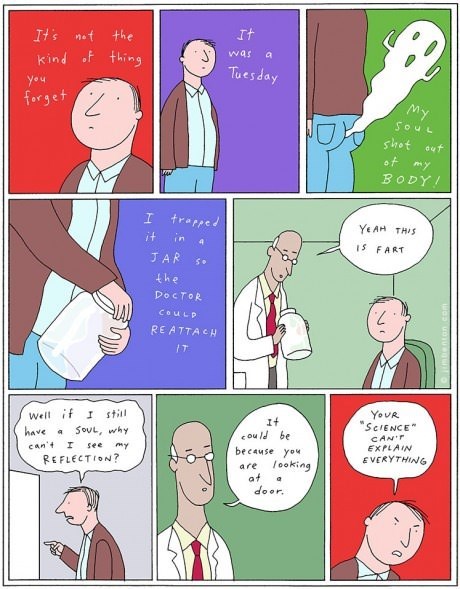 It's not the
kind of thing
you
forget
It
was a
Tuesday
My
SOUL
shot out
of my
BODY!
I trapped
it in a
JAR so
the
DOCTOR
COULD
REATTACH
IT
YEAH THIS
IS FART
© jimbenton.com
Well if I still
have a SOUL, why
can't I see my
REFLECTION?
It
could be
because you
are looking
at a
door.
YOUR
"SCIENCE"
CAN'T
EXPLAIN
EVERYTHING